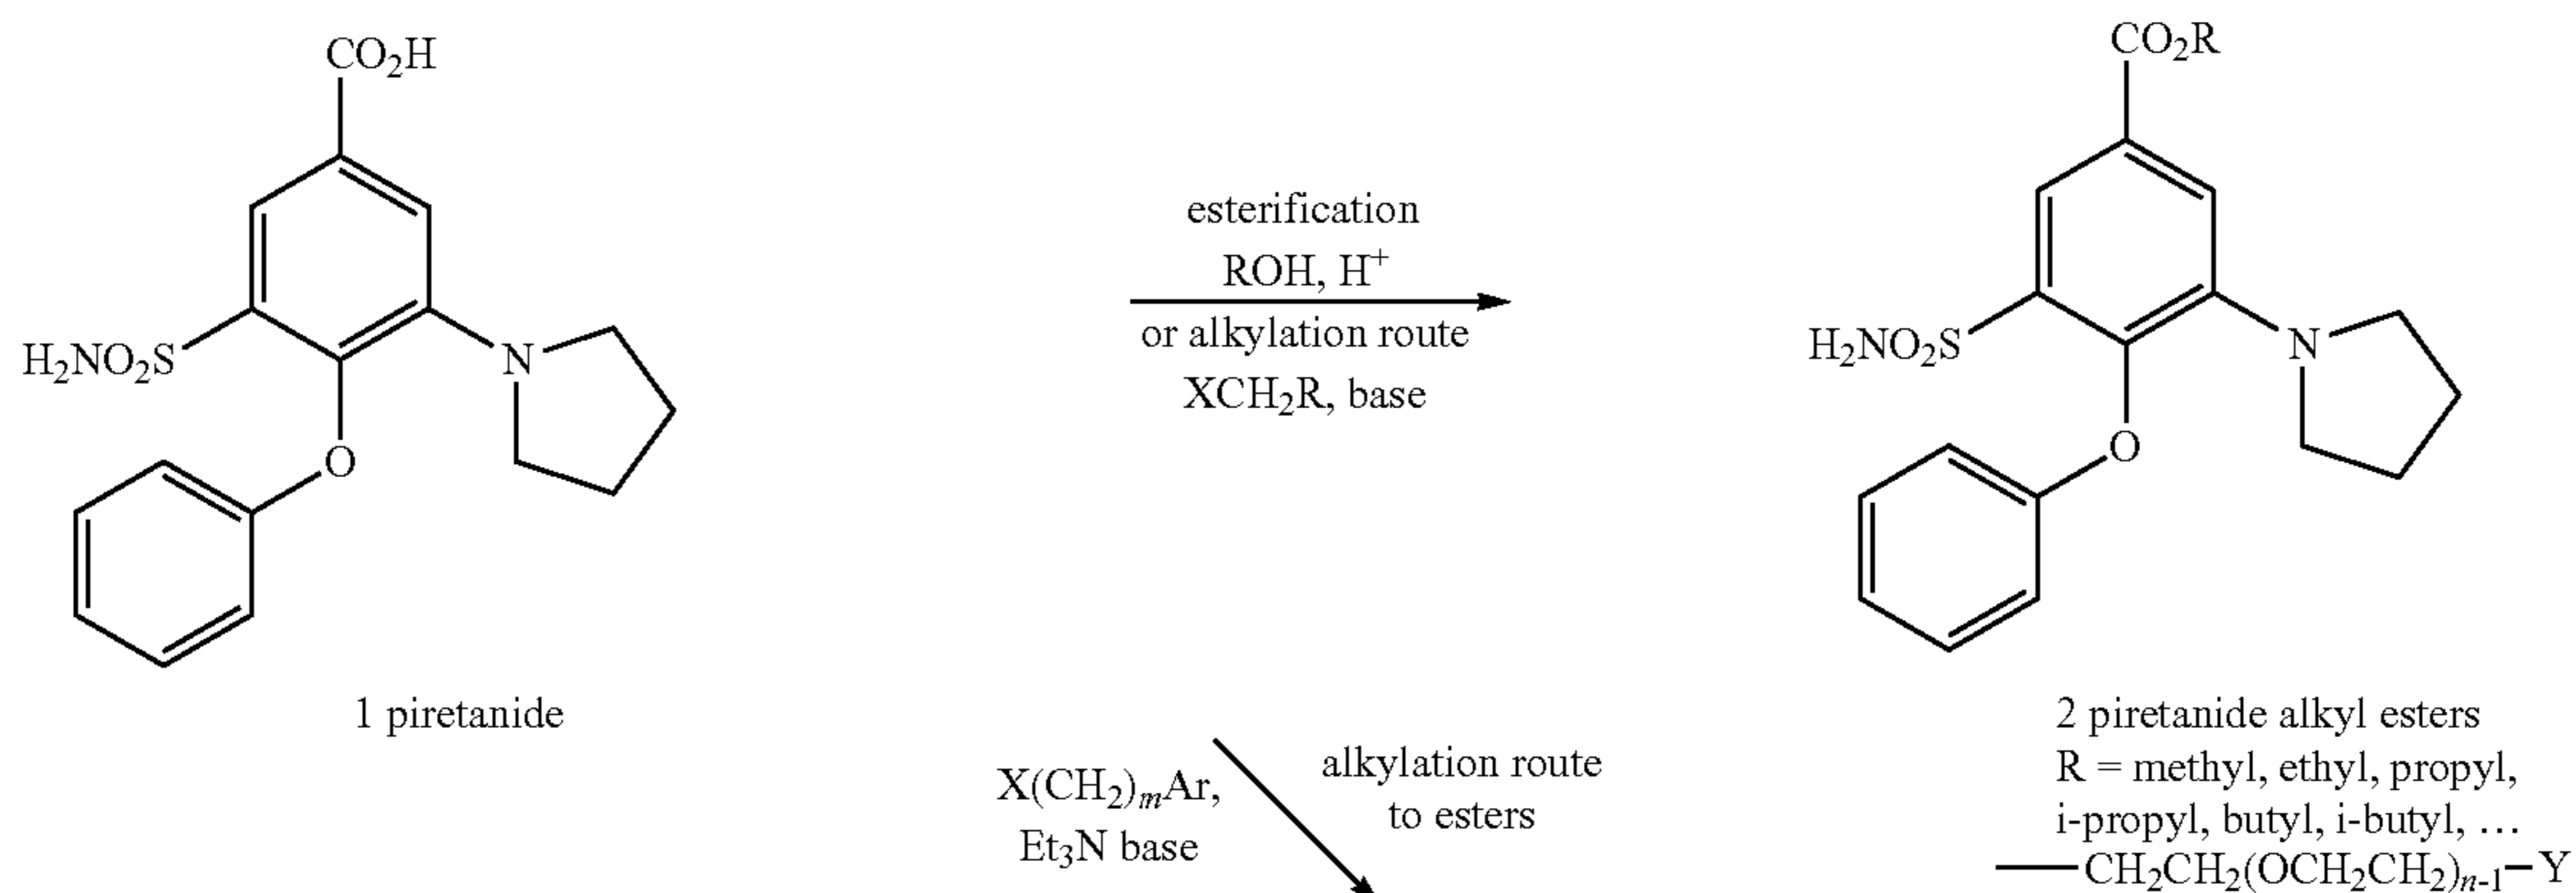 CO₂H
H₂NO₂S
N
O
1 piretanide
esterification
ROH, H⁺
or alkylation route
XCH₂R, base
CO₂R
H₂NO₂S
N
O
2 piretanide alkyl esters
R = methyl, ethyl, propyl,
i-propyl, butyl, i-butyl, …
—CH₂CH₂(OCH₂CH₂)ₙ₋₁—Y
X(CH₂)ₘAr,
Et₃N base
alkylation route
to esters